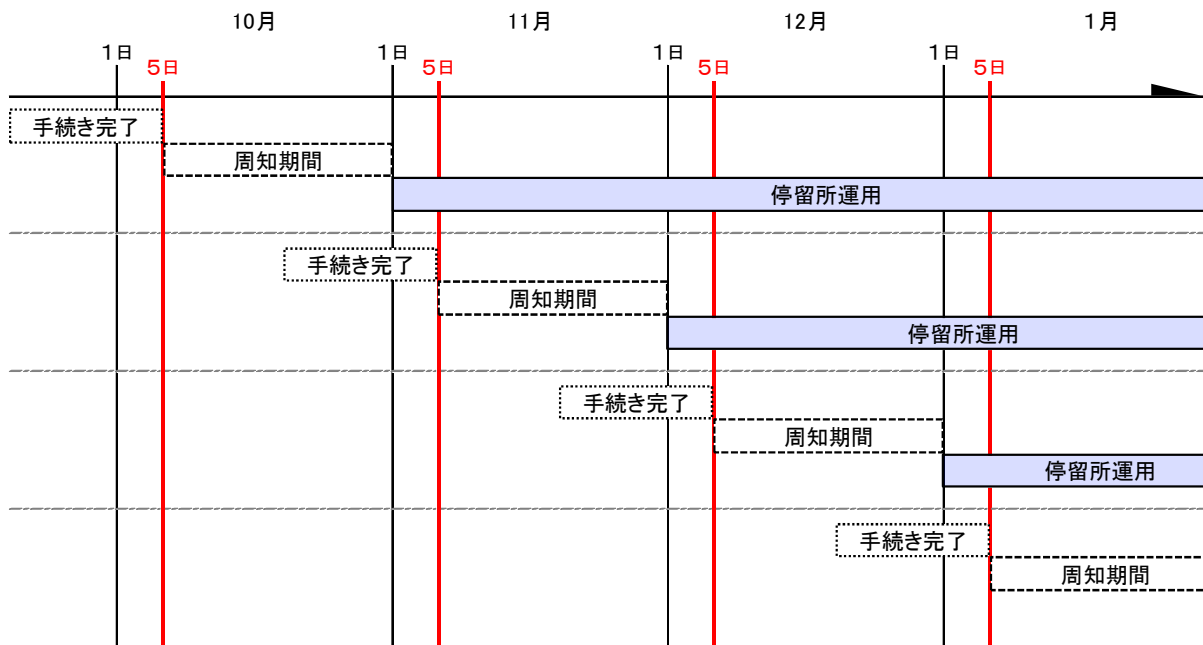 10月 11月 12月 1月
1日 1日 1日 1日
5日 5日 5日 5日
手続き完了
周知期間
停留所運用
手続き完了
周知期間
停留所運用
手続き完了
周知期間
停留所運用
手続き完了
周知期間